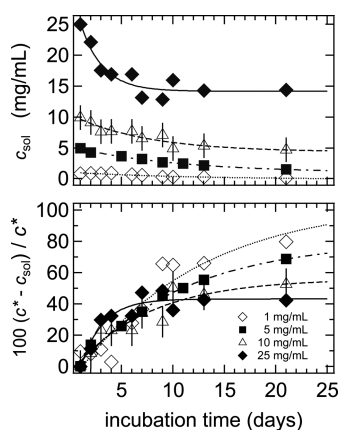 30
25
20
15
10
5
0
c_sol (mg/mL)
100
80
60
40
20
0
100 (c* - c_sol) / c*
1 mg/mL
5 mg/mL
10 mg/mL
25 mg/mL
5 10 15 20 25
incubation time (days)